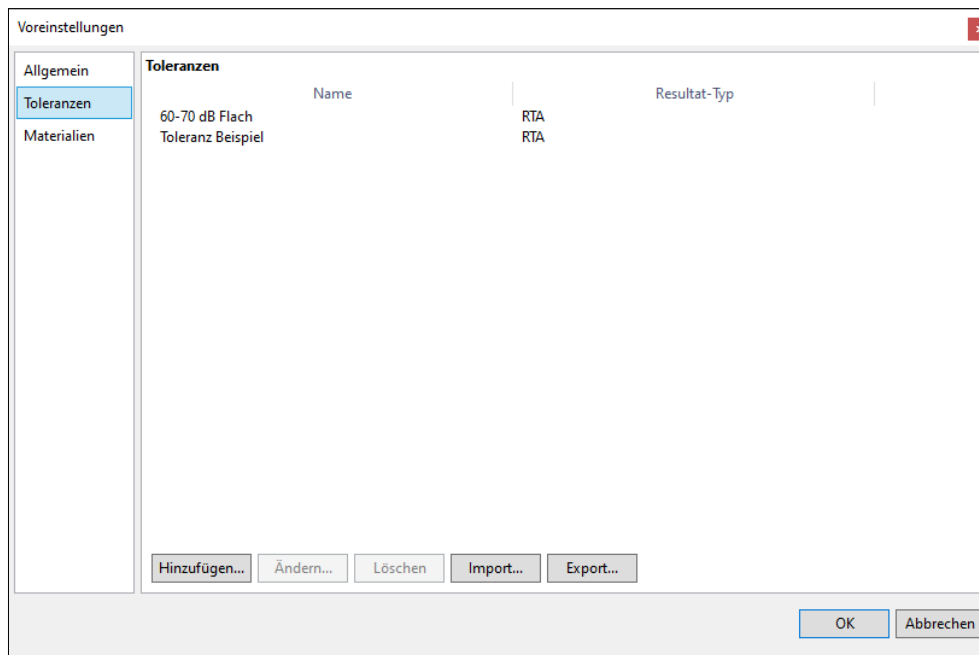 Voreinstellungen
Allgemein
Toleranzen
Materialien
Toleranzen
Name Resultat-Typ
60-70 dB Flach RTA
Toleranz Beispiel RTA
Hinzufügen... Ändern... Löschen Import... Export...
OK Abbrechen